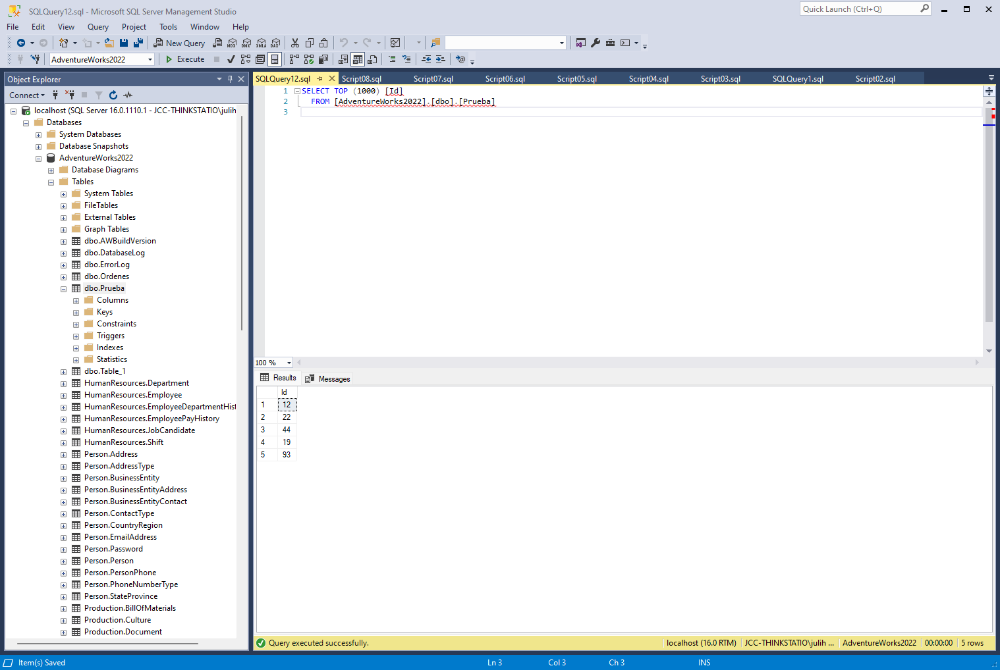 SQLQuery12.sql - Microsoft SQL Server Management Studio
Quick Launch (Ctrl+Q)
File Edit View Query Project Tools Window Help
New Query
MDX DMX XMLA DAX
AdventureWorks2022 Execute
Object Explorer
Connect
localhost (SQL Server 16.0.1110.1 - JCC-THINKSTATIO\julih
Databases
System Databases
Database Snapshots
AdventureWorks2022
Database Diagrams
Tables
System Tables
FileTables
External Tables
Graph Tables
dbo.AWBuildVersion
dbo.DatabaseLog
dbo.ErrorLog
dbo.Ordenes
dbo.Prueba
Columns
Keys
Constraints
Triggers
Indexes
Statistics
dbo.Table_1
HumanResources.Department
HumanResources.Employee
HumanResources.EmployeeDepartmentHist
HumanResources.EmployeePayHistory
HumanResources.JobCandidate
HumanResources.Shift
Person.Address
Person.AddressType
Person.BusinessEntity
Person.BusinessEntityAddress
Person.BusinessEntityContact
Person.ContactType
Person.CountryRegion
Person.EmailAddress
Person.Password
Person.Person
Person.PersonPhone
Person.PhoneNumberType
Person.StateProvince
Production.BillOfMaterials
Production.Culture
Production.Document
SQLQuery12.sql Script08.sql Script07.sql Script06.sql Script05.sql Script04.sql Script03.sql SQLQuery1.sql Script02.sql
1 SELECT TOP (1000) [Id]
2 FROM [AdventureWorks2022].[dbo].[Prueba]
3
100 %
Results Messages
Id
1 12
2 22
3 44
4 19
5 93
Query executed successfully. localhost (16.0 RTM) JCC-THINKSTATIO\julih ... AdventureWorks2022 00:00:00 5 rows
Item(s) Saved Ln 3 Col 3 Ch 3 INS